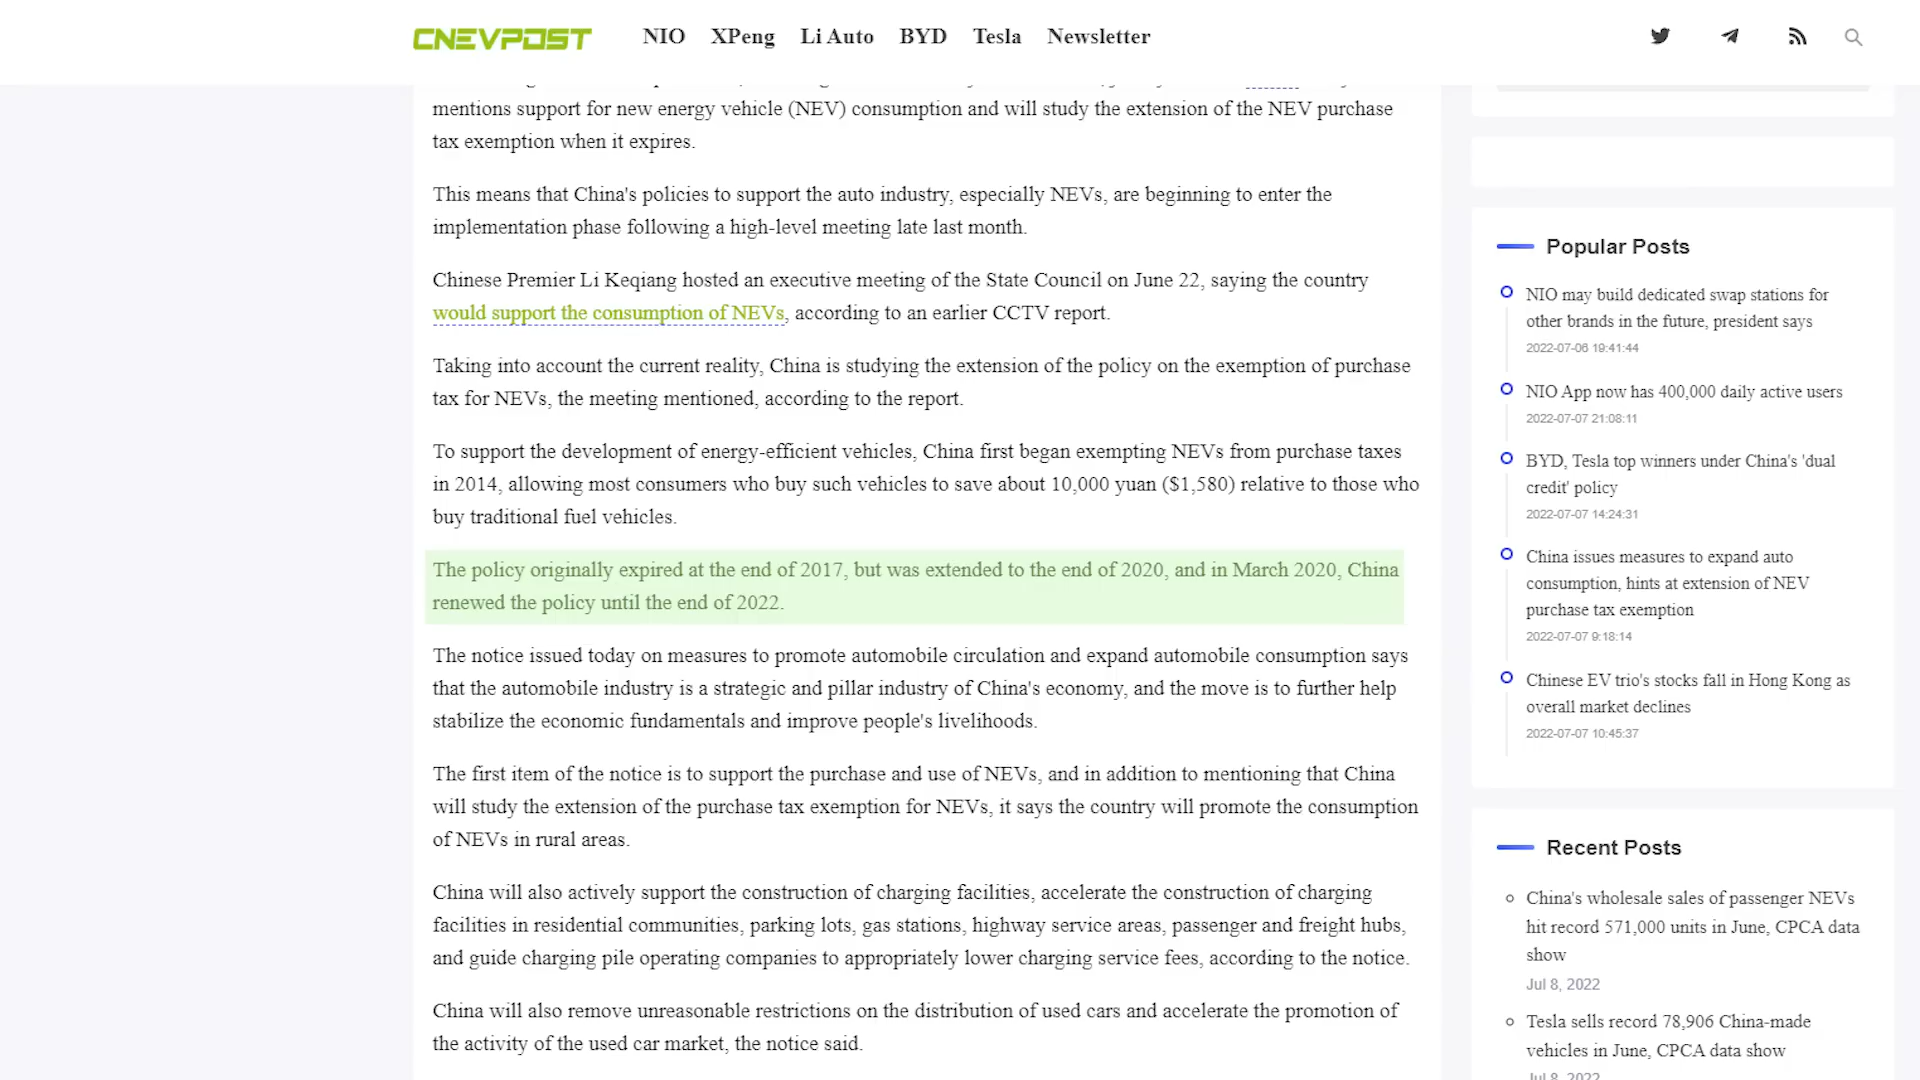 CNEVPOST NIO XPeng Li Auto BYD Tesla Newsletter
mentions support for new energy vehicle (NEV) consumption and will study the extension of the NEV purchase
tax exemption when it expires.
This means that China's policies to support the auto industry, especially NEVs, are beginning to enter the
implementation phase following a high-level meeting late last month.
Chinese Premier Li Keqiang hosted an executive meeting of the State Council on June 22, saying the country
would support the consumption of NEVs, according to an earlier CCTV report.
Taking into account the current reality, China is studying the extension of the policy on the exemption of purchase
tax for NEVs, the meeting mentioned, according to the report.
To support the development of energy-efficient vehicles, China first began exempting NEVs from purchase taxes
in 2014, allowing most consumers who buy such vehicles to save about 10,000 yuan ($1,580) relative to those who
buy traditional fuel vehicles.
The policy originally expired at the end of 2017, but was extended to the end of 2020, and in March 2020, China
renewed the policy until the end of 2022.
The notice issued today on measures to promote automobile circulation and expand automobile consumption says
that the automobile industry is a strategic and pillar industry of China's economy, and the move is to further help
stabilize the economic fundamentals and improve people's livelihoods.
The first item of the notice is to support the purchase and use of NEVs, and in addition to mentioning that China
will study the extension of the purchase tax exemption for NEVs, it says the country will promote the consumption
of NEVs in rural areas.
China will also actively support the construction of charging facilities, accelerate the construction of charging
facilities in residential communities, parking lots, gas stations, highway service areas, passenger and freight hubs,
and guide charging pile operating companies to appropriately lower charging service fees, according to the notice.
China will also remove unreasonable restrictions on the distribution of used cars and accelerate the promotion of
the activity of the used car market, the notice said.
Popular Posts
NIO may build dedicated swap stations for
other brands in the future, president says
2022-07-06 19:41:44
NIO App now has 400,000 daily active users
2022-07-07 21:08:11
BYD, Tesla top winners under China's 'dual
credit' policy
2022-07-07 14:24:31
China issues measures to expand auto
consumption, hints at extension of NEV
purchase tax exemption
2022-07-07 9:18:14
Chinese EV trio's stocks fall in Hong Kong as
overall market declines
2022-07-07 10:45:37
Recent Posts
China's wholesale sales of passenger NEVs
hit record 571,000 units in June, CPCA data
show
Jul 8, 2022
Tesla sells record 78,906 China-made
vehicles in June, CPCA data show
Jul 8, 2022